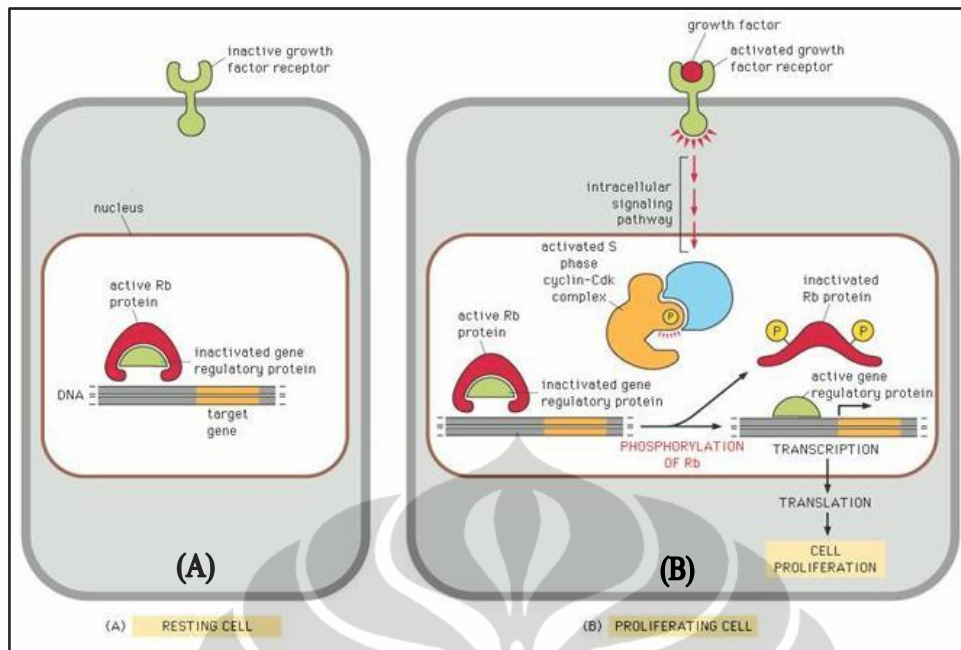 inactive growth
factor receptor
nucleus
active Rb
protein
inactivated gene
regulatory protein
DNA
target
gene
(A)
(A) RESTING CELL
growth factor
activated growth
factor receptor
intracellular
signaling
pathway
activated S
phase
cyclin-Cdk
complex
P
inactivated
Rb protein
P P
active Rb
protein
inactivated gene
regulatory protein
active gene
regulatory protein
PHOSPHORYLATION
OF Rb
TRANSCRIPTION
TRANSLATION
CELL
PROLIFERATION
(B)
(B) PROLIFERATING CELL